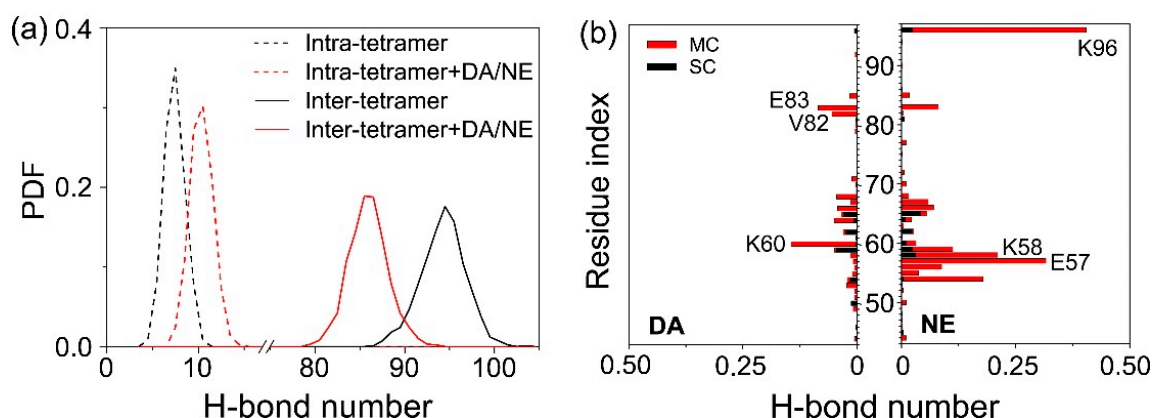 (a)
Intra-tetramer
Intra-tetramer+DA/NE
Inter-tetramer
Inter-tetramer+DA/NE
PDF
0.4
0.2
0.0
0 10 80 90 100
H-bond number
(b)
MC
SC
E83
V82
K60
DA
Residue index
90
80
70
60
50
K96
K58
E57
NE
0.50 0.25 0 0 0.25 0.50
H-bond number